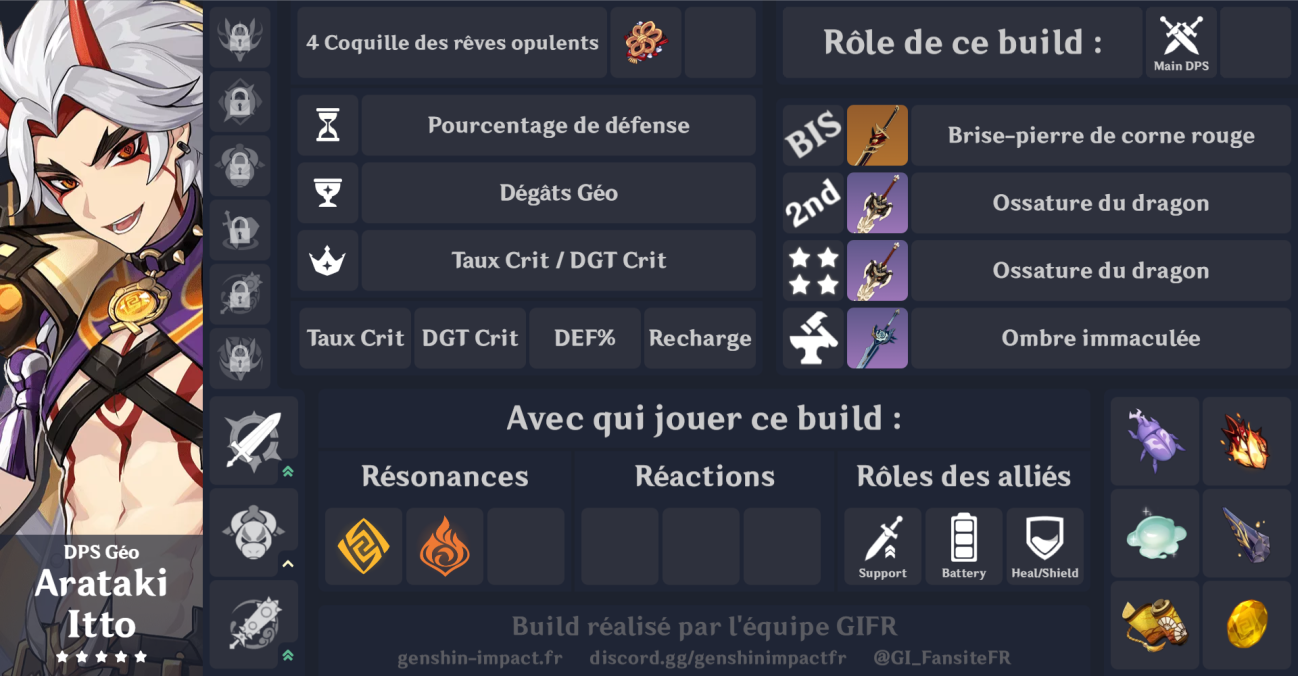 4 Coquille des rêves opulents
Pourcentage de défense
Dégâts Géo
Taux Crit / DGT Crit
Taux Crit
DGT Crit
DEF%
Recharge
Rôle de ce build :
Main DPS
BIS
Brise-pierre de corne rouge
2nd
Ossature du dragon
Ossature du dragon
Ombre immaculée
DPS Géo
Arataki
Itto
Avec qui jouer ce build :
Résonances
Réactions
Rôles des alliés
Support
Battery
Heal/Shield
Build réalisé par l'équipe GIFR
genshin-impact.fr
discord.gg/genshinimpactfr
@GI_FansiteFR